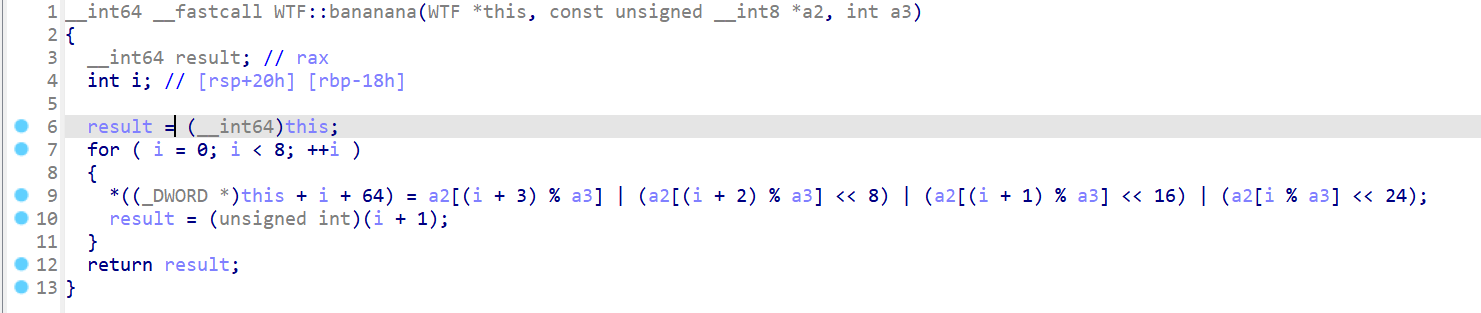 1 __int64 __fastcall WTF::bananana(WTF *this, const unsigned __int8 *a2, int a3)
2 {
3   __int64 result; // rax
4   int i; // [rsp+20h] [rbp-18h]
5
6   result = (__int64)this;
7   for ( i = 0; i < 8; ++i )
8   {
9     *((_DWORD *)this + i + 64) = a2[(i + 3) % a3] | (a2[(i + 2) % a3] << 8) | (a2[(i + 1) % a3] << 16) | (a2[i % a3] << 24);
10     result = (unsigned int)(i + 1);
11   }
12   return result;
13 }